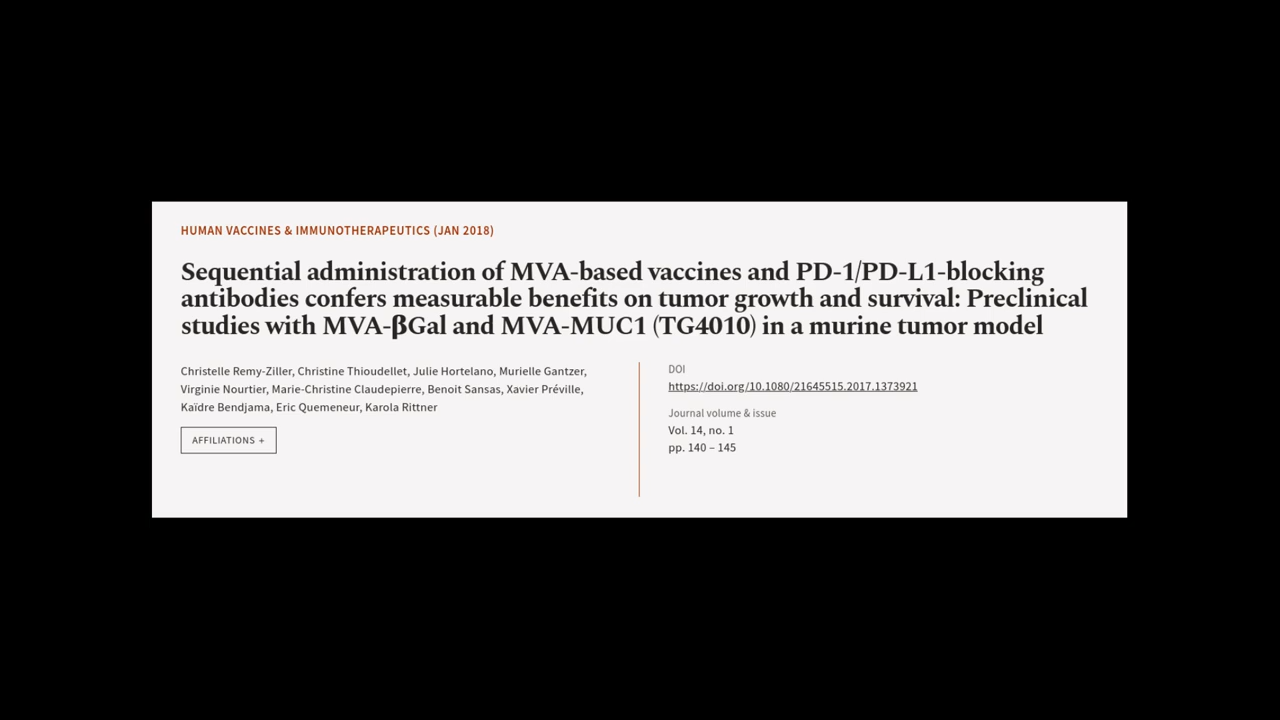 HUMAN VACCINES & IMMUNOTHERAPEUTICS (JAN 2018)
Sequential administration of MVA-based vaccines and PD-1/PD-L1-blocking
antibodies confers measurable benefits on tumor growth and survival: Preclinical
studies with MVA-βGal and MVA-MUC1 (TG4010) in a murine tumor model
Christelle Remy-Ziller, Christine Thioudellet, Julie Hortelano, Murielle Gantzer,
Virginie Nourtier, Marie-Christine Claudepierre, Benoit Sansas, Xavier Préville,
Kaïdre Bendjama, Eric Quemeneur, Karola Rittner
AFFILIATIONS +
DOI
https://doi.org/10.1080/21645515.2017.1373921
Journal volume & issue
Vol. 14, no. 1
pp. 140 – 145